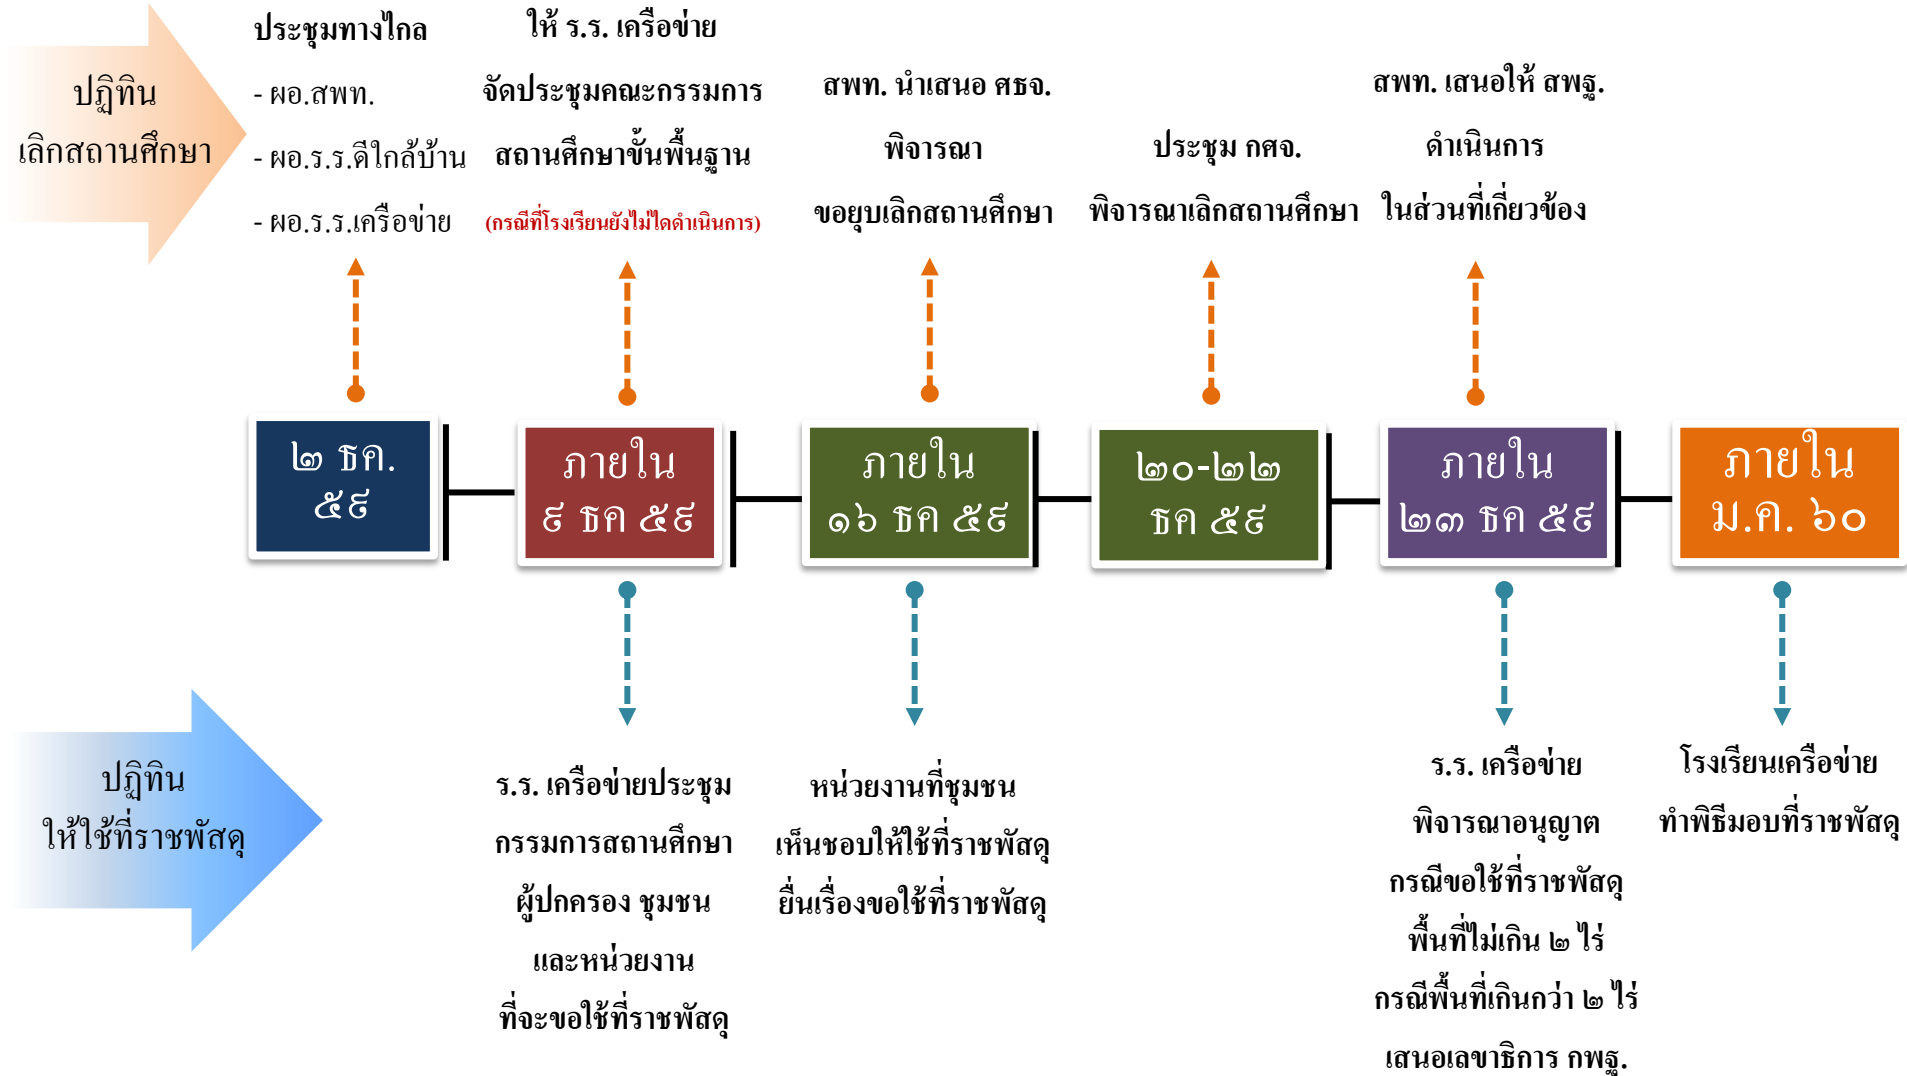 ปฏิทิน
เลิกสถานศึกษา
ประชุมทางไกล
- ผอ.สพท.
- ผอ.ร.ร.ดีใกล้บ้าน
- ผอ.ร.ร.เครือข่าย
ให้ ร.ร. เครือข่าย
จัดประชุมคณะกรรมการ
สถานศึกษาขั้นพื้นฐาน
(กรณีที่โรงเรียนยังไม่ใดดำเนินการ)
สพท. นำเสนอ ศธจ.
พิจารณา
ขอยุบเลิกสถานศึกษา
ประชุม กศจ.
พิจารณาเลิกสถานศึกษา
สพท. เสนอให้ สพฐ.
ดำเนินการ
ในส่วนที่เกี่ยวข้อง
๒ ธค.
๕๙
ภายใน
๙ ธค ๕๙
ภายใน
๑๖ ธค ๕๙
๒๐-๒๒
ธค ๕๙
ภายใน
๒๓ ธค ๕๙
ภายใน
ม.ค. ๖๐
ปฏิทิน
ให้ใช้ที่ราชพัสดุ
ร.ร. เครือข่ายประชุม
กรรมการสถานศึกษา
ผู้ปกครอง ชุมชน
และหน่วยงาน
ที่จะขอใช้ที่ราชพัสดุ
หน่วยงานที่ชุมชน
เห็นชอบให้ใช้ที่ราชพัสดุ
ยื่นเรื่องขอใช้ที่ราชพัสดุ
ร.ร. เครือข่าย
พิจารณาอนุญาต
กรณีขอใช้ที่ราชพัสดุ
พื้นที่ไม่เกิน ๒ ไร่
กรณีพื้นที่เกินกว่า ๒ ไร่
เสนอเลขาธิการ กพฐ.
โรงเรียนเครือข่าย
ทำพิธีมอบที่ราชพัสดุ